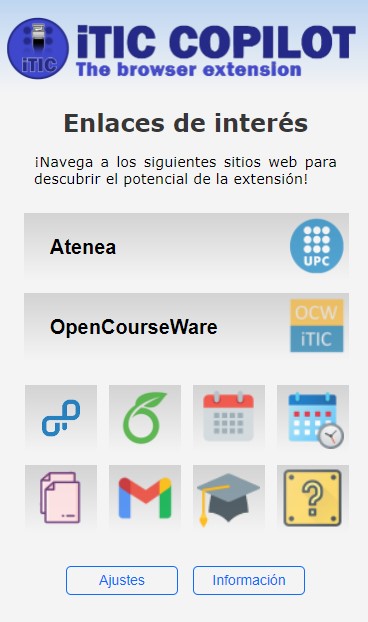 iTIC COPILOT
iTIC
The browser extension
Enlaces de interés
¡Navega a los siguientes sitios web para
descubrir el potencial de la extensión!
Atenea
UPC
OpenCourseWare
OCW
iTIC
?
Ajustes
Información